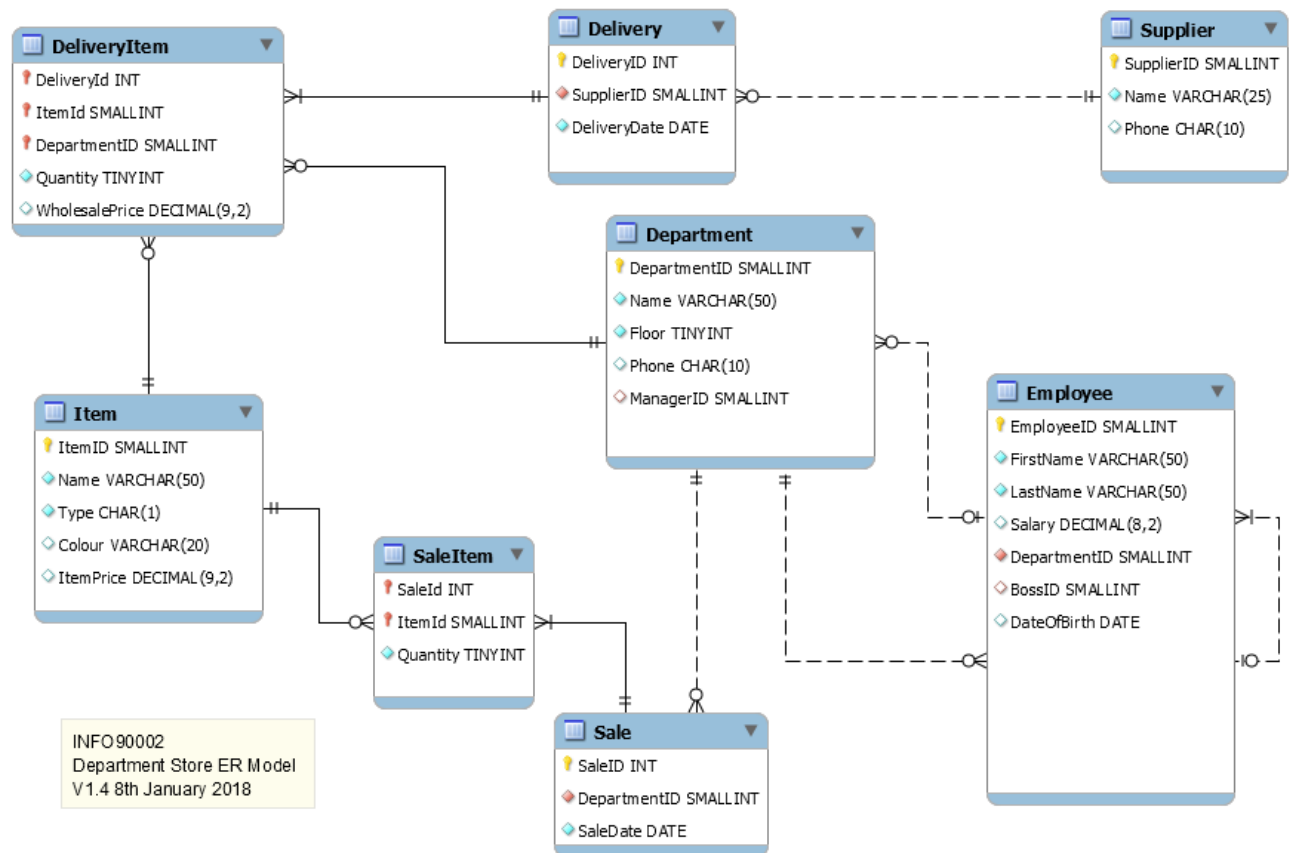 DeliveryItem
DeliveryId INT
ItemId SMALLINT
DepartmentID SMALLINT
Quantity TINYINT
WholesalePrice DECIMAL(9,2)
Delivery
DeliveryID INT
SupplierID SMALLINT
DeliveryDate DATE
Supplier
SupplierID SMALLINT
Name VARCHAR(25)
Phone CHAR(10)
Department
DepartmentID SMALLINT
Name VARCHAR(50)
Floor TINYINT
Phone CHAR(10)
ManagerID SMALLINT
Employee
EmployeeID SMALLINT
FirstName VARCHAR(50)
LastName VARCHAR(50)
Salary DECIMAL(8,2)
DepartmentID SMALLINT
BossID SMALLINT
DateOfBirth DATE
Item
ItemID SMALLINT
Name VARCHAR(50)
Type CHAR(1)
Colour VARCHAR(20)
ItemPrice DECIMAL(9,2)
SaleItem
SaleId INT
ItemId SMALLINT
Quantity TINYINT
Sale
SaleID INT
DepartmentID SMALLINT
SaleDate DATE
INFO90002
Department Store ER Model
V1.4 8th January 2018